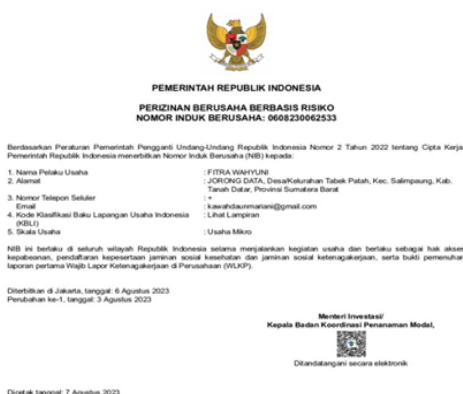 PEMERINTAH REPUBLIK INDONESIA
PERIZINAN BERUSAHA BERBASIS RISIKO
NOMOR INDUK BERUSAHA: 0608230062533
Berdasarkan Peraturan Pemerintah Pengganti Undang-Undang Republik Indonesia Nomor 2 Tahun 2022 tentang Cipta Kerja,
Pemerintah Republik Indonesia menerbitkan Nomor Induk Berusaha (NIB) kepada:
1. Nama Pelaku Usaha : FITRA WAHYUNI
2. Alamat : JORONG DATA, Desa/Kelurahan Tabek Patah, Kec. Salimpaung, Kab.
Tanah Datar, Provinsi Sumatera Barat
3. Nomor Telepon Seluler : +
Email : kawahdaunmariani@gmail.com
4. Kode Klasifikasi Baku Lapangan Usaha Indonesia : Lihat Lampiran
(KBLI)
5. Skala Usaha : Usaha Mikro
NIB ini berlaku di seluruh wilayah Republik Indonesia selama menjalankan kegiatan usaha dan berlaku sebagai hak akses
kepabeanan, pendaftaran kepesertaan jaminan sosial kesehatan dan jaminan sosial ketenagakerjaan, serta bukti pemenuhan
laporan pertama Wajib Lapor Ketenagakerjaan di Perusahaan (WLKP).
Diterbitkan di Jakarta, tanggal: 6 Agustus 2023
Perubahan ke-1, tanggal: 3 Agustus 2023
Menteri Investasi/
Kepala Badan Koordinasi Penanaman Modal,
Ditandatangani secara elektronik
Dicetak tanggal: 7 Agustus 2023